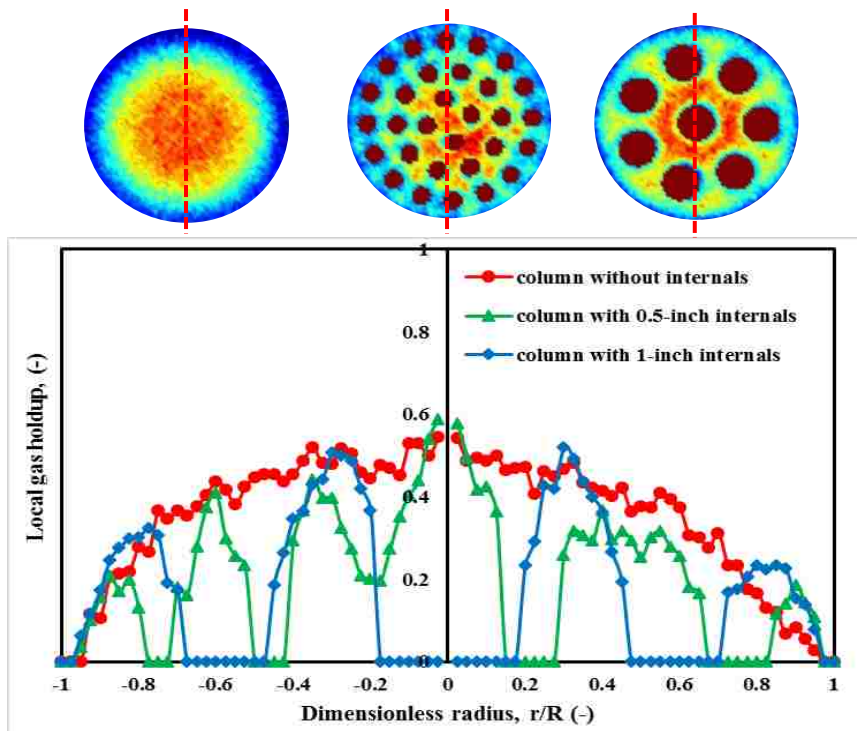 1
column without internals
column with 0.5-inch internals
column with 1-inch internals
0.8
0.6
0.4
0.2
0
Local gas holdup, (-)
-1 -0.8 -0.6 -0.4 -0.2 0 0.2 0.4 0.6 0.8 1
Dimensionless radius, r/R (-)